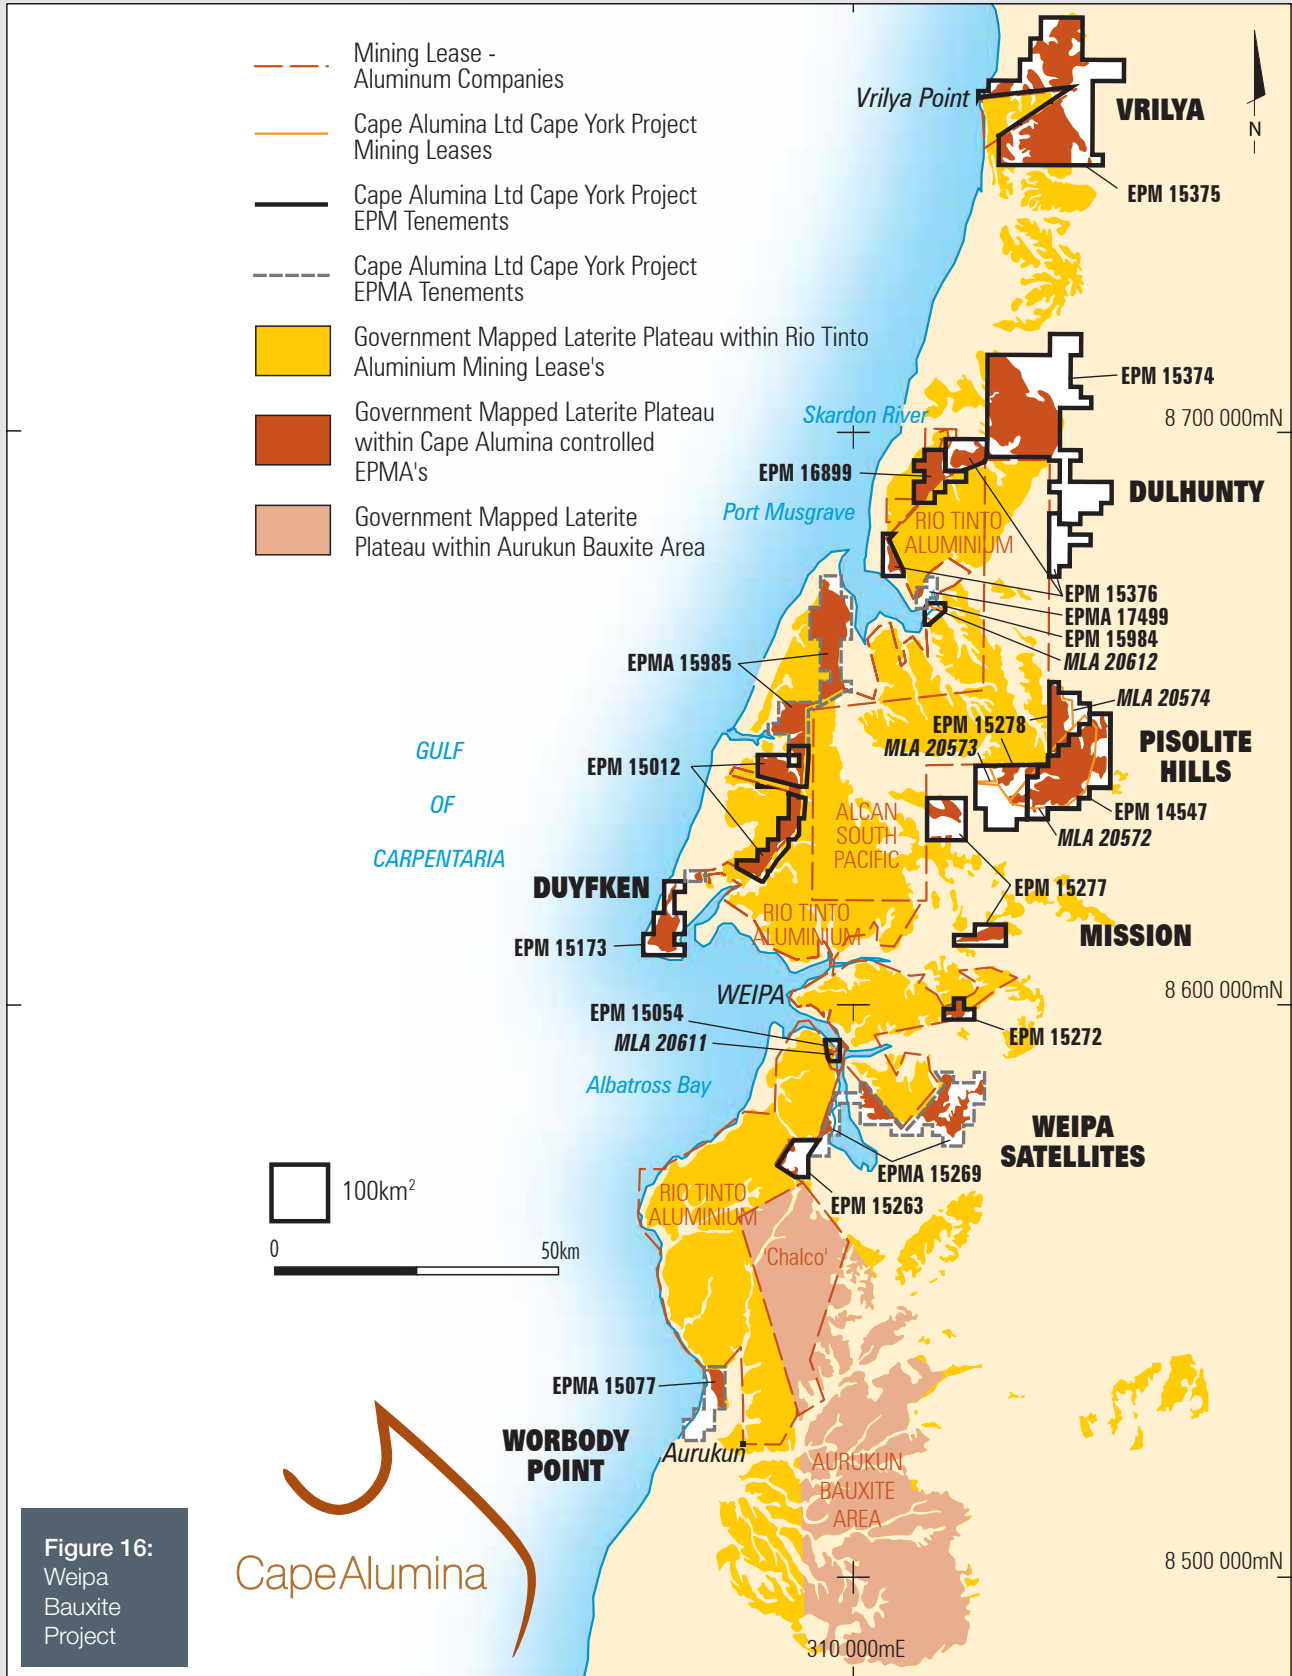 Mining Lease -
Aluminum Companies
Cape Alumina Ltd Cape York Project
Mining Leases
Cape Alumina Ltd Cape York Project
EPM Tenements
Cape Alumina Ltd Cape York Project
EPMA Tenements
Government Mapped Laterite Plateau within Rio Tinto
Aluminium Mining Lease's
Government Mapped Laterite Plateau
within Cape Alumina controlled
EPMA's
Government Mapped Laterite
Plateau within Aurukun Bauxite Area
Vrilya Point
VRILYA
N
EPM 15375
EPM 15374
Skardon River
8 700 000mN
EPM 16899
DULHUNTY
Port Musgrave
RIO TINTO
ALUMINIUM
EPM 15376
EPMA 17499
EPM 15984
MLA 20612
EPMA 15985
MLA 20574
EPM 15278
MLA 20573
PISOLITE
HILLS
GULF
OF
CARPENTARIA
EPM 15012
ALCAN
SOUTH
PACIFIC
EPM 14547
MLA 20572
DUYFKEN
EPM 15277
RIO TINTO
ALUMINIUM
MISSION
EPM 15173
WEIPA
8 600 000mN
EPM 15054
MLA 20611
EPM 15272
Albatross Bay
WEIPA
SATELLITES
EPMA 15269
EPM 15263
100km²
RIO TINTO
ALUMINIUM
0
50km
'Chalco'
EPMA 15077
WORBODY
POINT
Aurukun
AURUKUN
BAUXITE
AREA
CapeAlumina
8 500 000mN
310 000mE
Figure 16:
Weipa
Bauxite
Project